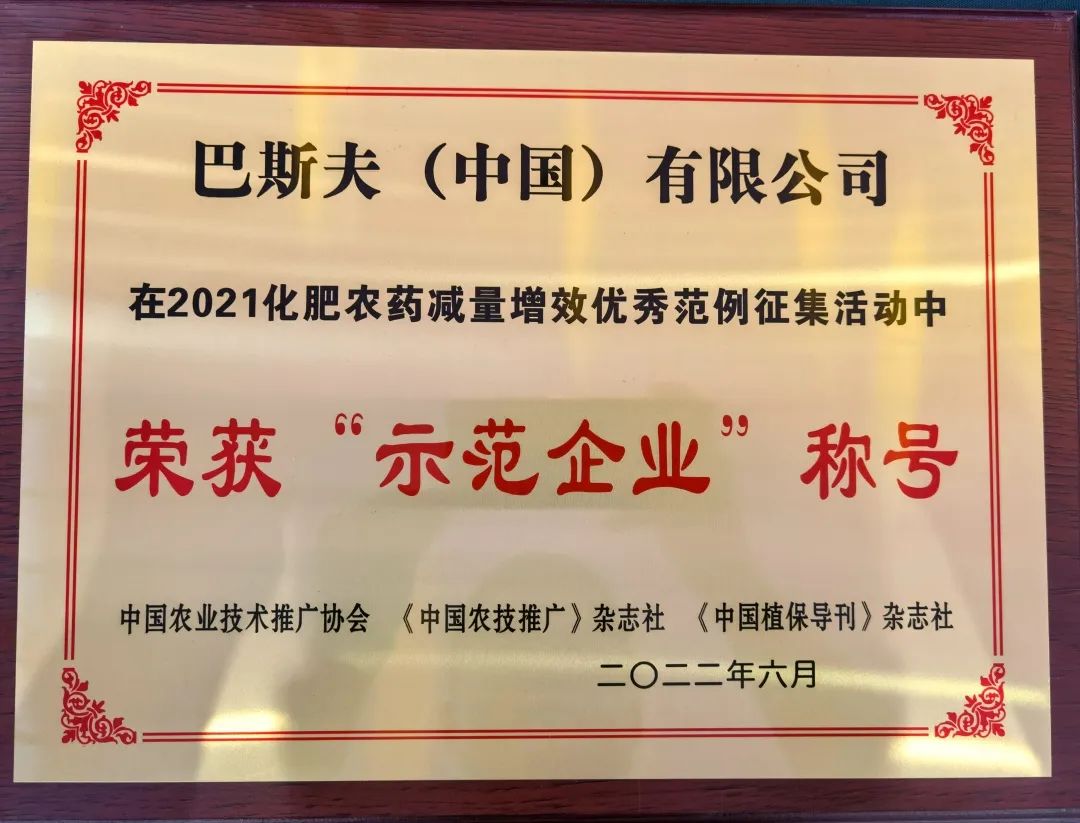 巴斯夫（中国）有限公司
在2021化肥农药减量增效优秀范例征集活动中
荣获“示范企业”称号
中国农业技术推广协会 《中国农技推广》杂志社 《中国植保导刊》杂志社
二〇二二年六月